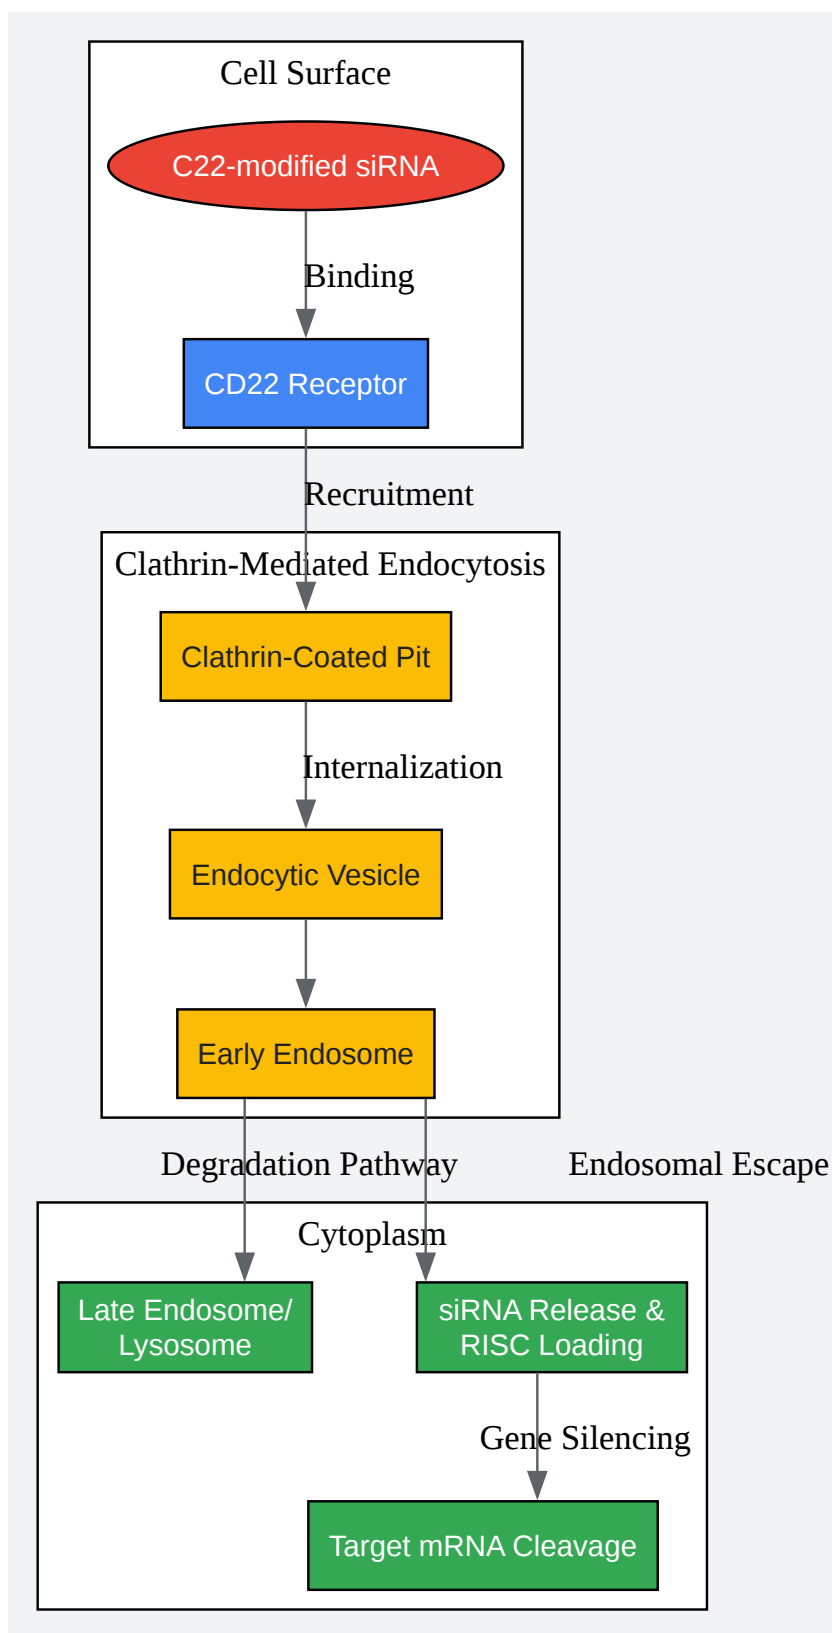 Cell Surface
C22-modified siRNA
Binding
CD22 Receptor
Recruitment
Clathrin-Mediated Endocytosis
Clathrin-Coated Pit
Internalization
Endocytic Vesicle
Early Endosome
Degradation Pathway
Endosomal Escape
Cytoplasm
Late Endosome/
Lysosome
siRNA Release &
RISC Loading
Gene Silencing
Target mRNA Cleavage